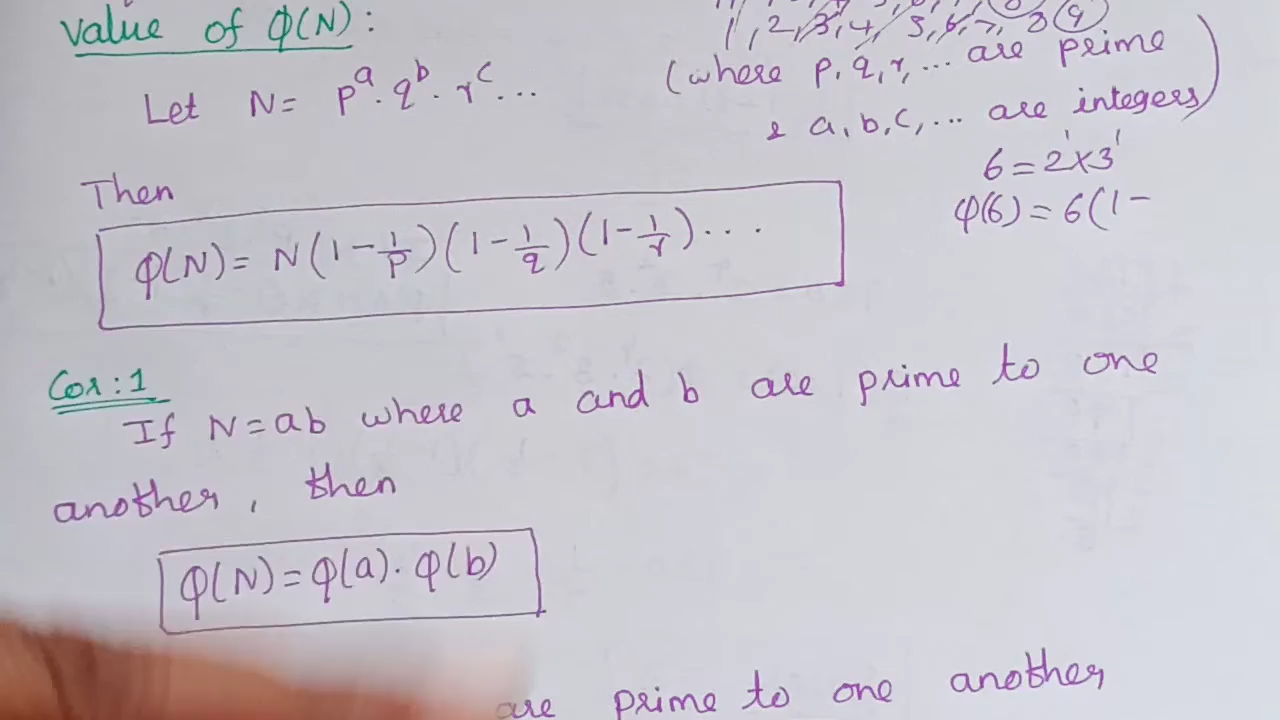 Value of φ(N):
1, 2, 3, 4, 5, 6, 7, 8 9
Let N = p^a. q^b. r^c. ...
(where p, q, r, ... are prime
& a, b, c, ... are integers)
6 = 2^1 x 3^1
φ(6) = 6(1 -
Then
φ(N) = N(1 - 1/p)(1 - 1/q)(1 - 1/r) ....
Cor : 1
If N = ab where a and b are prime to one
another, then
φ(N) = φ(a). φ(b)
are prime to one another,